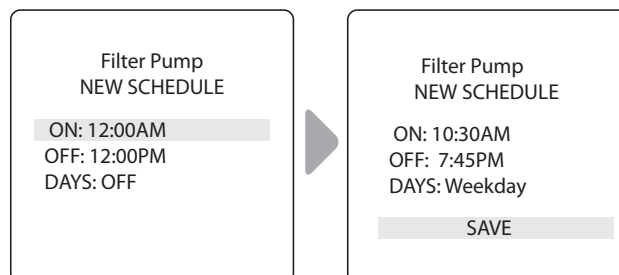 Filter Pump
NEW SCHEDULE
ON: 12:00AM
OFF: 12:00PM
DAYS: OFF
Filter Pump
NEW SCHEDULE
ON: 10:30AM
OFF: 7:45PM
DAYS: Weekday
SAVE